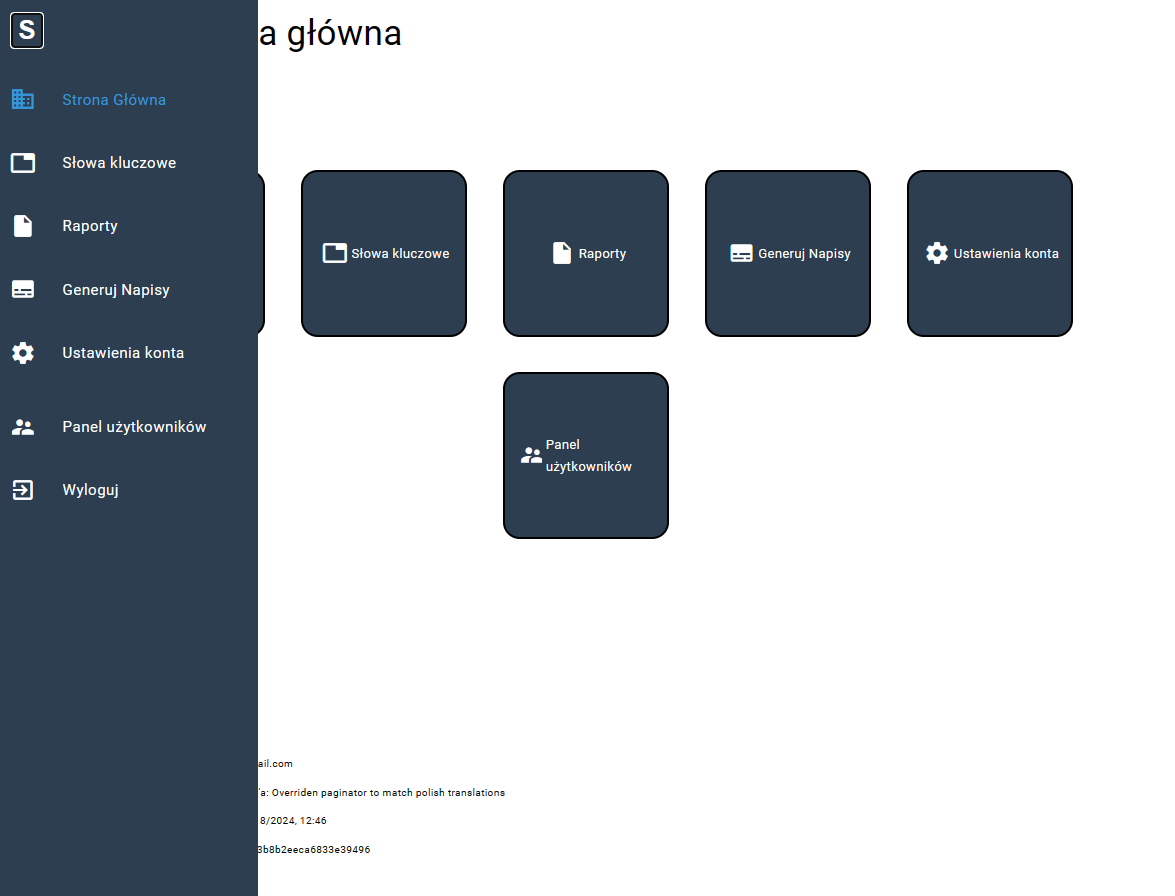 S
a główna
Strona Główna
Słowa kluczowe
Raporty
Generuj Napisy
Ustawienia konta
Panel użytkowników
Wyloguj
Słowa kluczowe
Raporty
Generuj Napisy
Ustawienia konta
Panel
użytkowników
ail.com
a: Overriden paginator to match polish translations
8/2024, 12:46
3b8b2eeca6833e39496